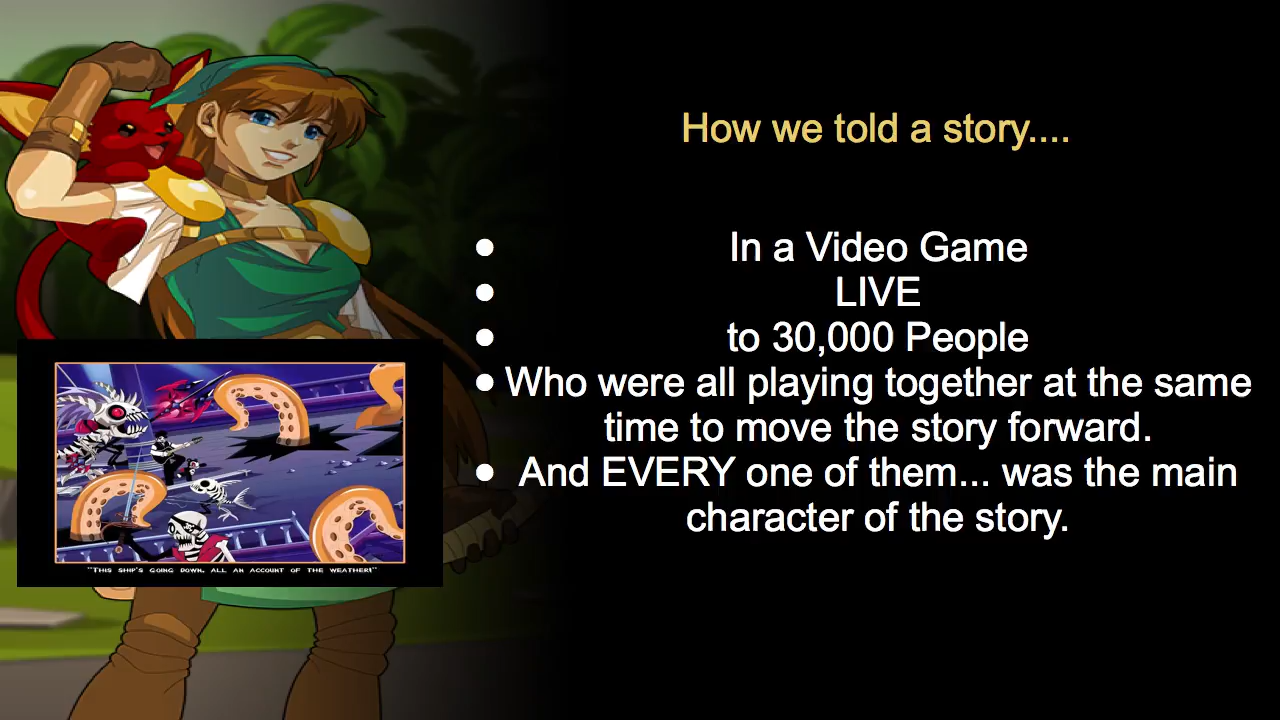 How we told a story....
● In a Video Game
● LIVE
● to 30,000 People
● Who were all playing together at the same
time to move the story forward.
● And EVERY one of them... was the main
character of the story.
"THIS SHIP'S GOING DOWN, ALL AN ACCOUNT OF THE WEATHER!"